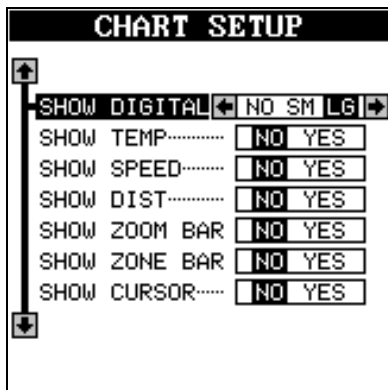 CHART SETUP
SHOW DIGITAL NO SM LG
SHOW TEMP........... NO YES
SHOW SPEED........ NO YES
SHOW DIST.......... NO YES
SHOW ZOOM BAR NO YES
SHOW ZONE BAR NO YES
SHOW CURSOR..... NO YES